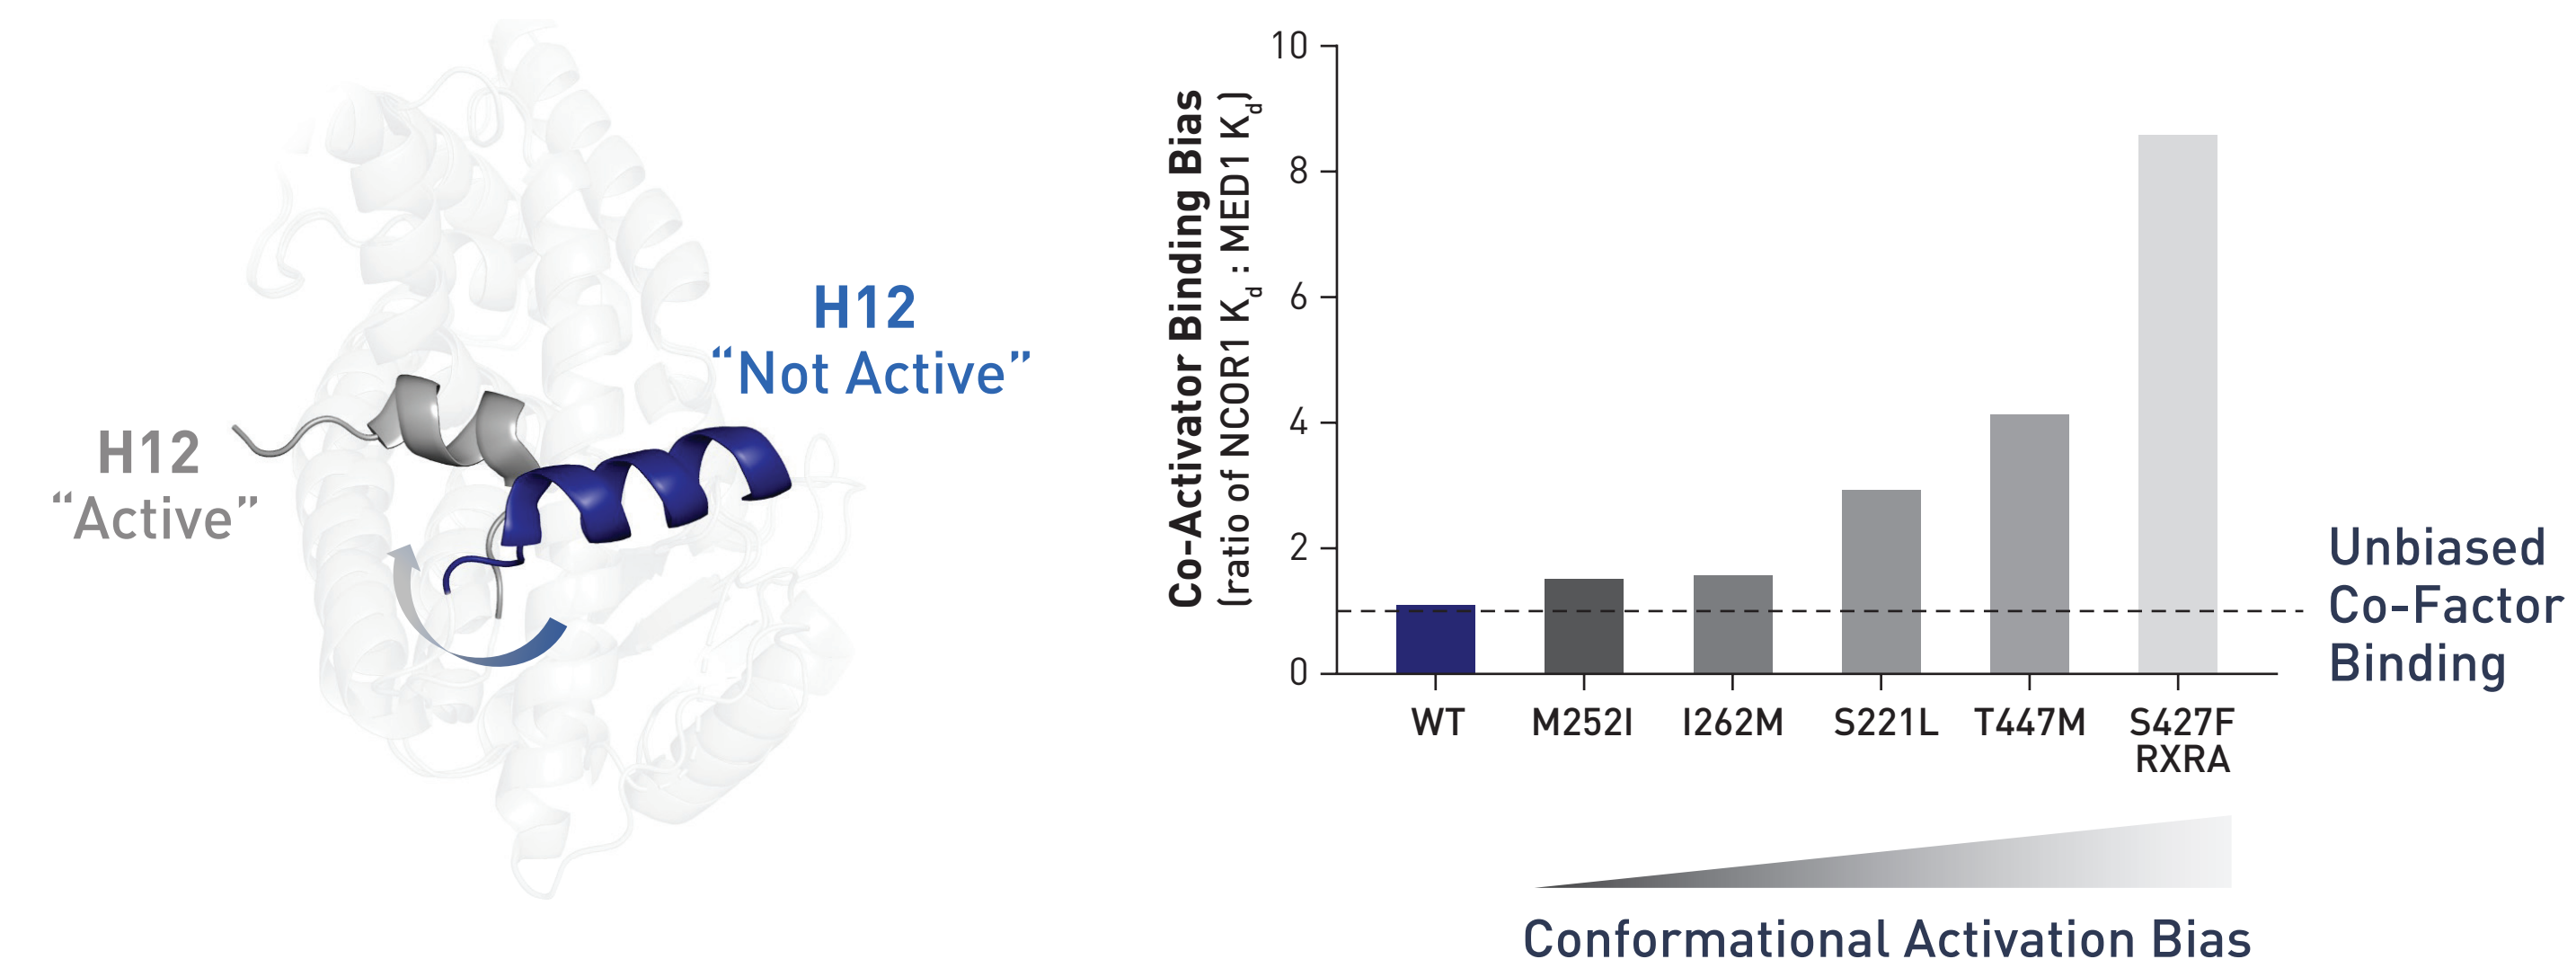 H12
“Not Active”
H12
“Active”
Co-Activator Binding Bias
(ratio of NCOR1 Kd : MED1 Kd)
10
8
6
4
2
0
WT
M252I
I262M
S221L
T447M
S427F
RXRA
Unbiased
Co-Factor
Binding
Conformational Activation Bias